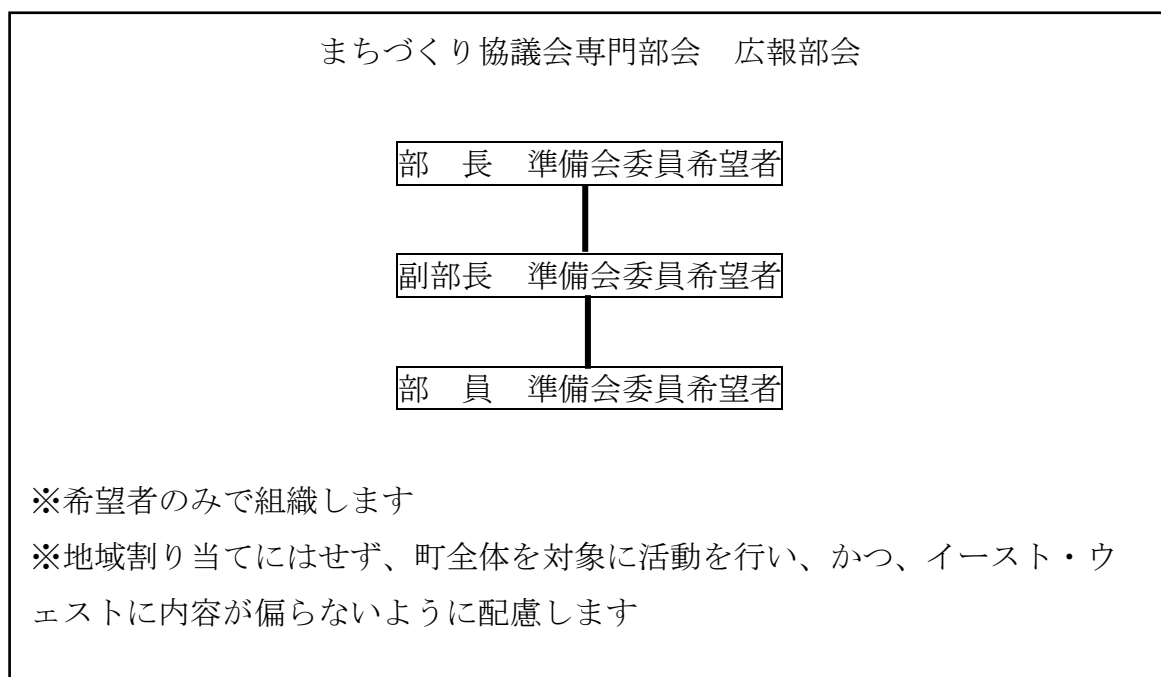 まちづくり協議会専門部会　広報部会
部　長　準備会委員希望者
副部長　準備会委員希望者
部　員　準備会委員希望者
※希望者のみで組織します
※地域割り当てにはせず、町全体を対象に活動を行い、かつ、イースト・ウ
ェストに内容が偏らないように配慮します